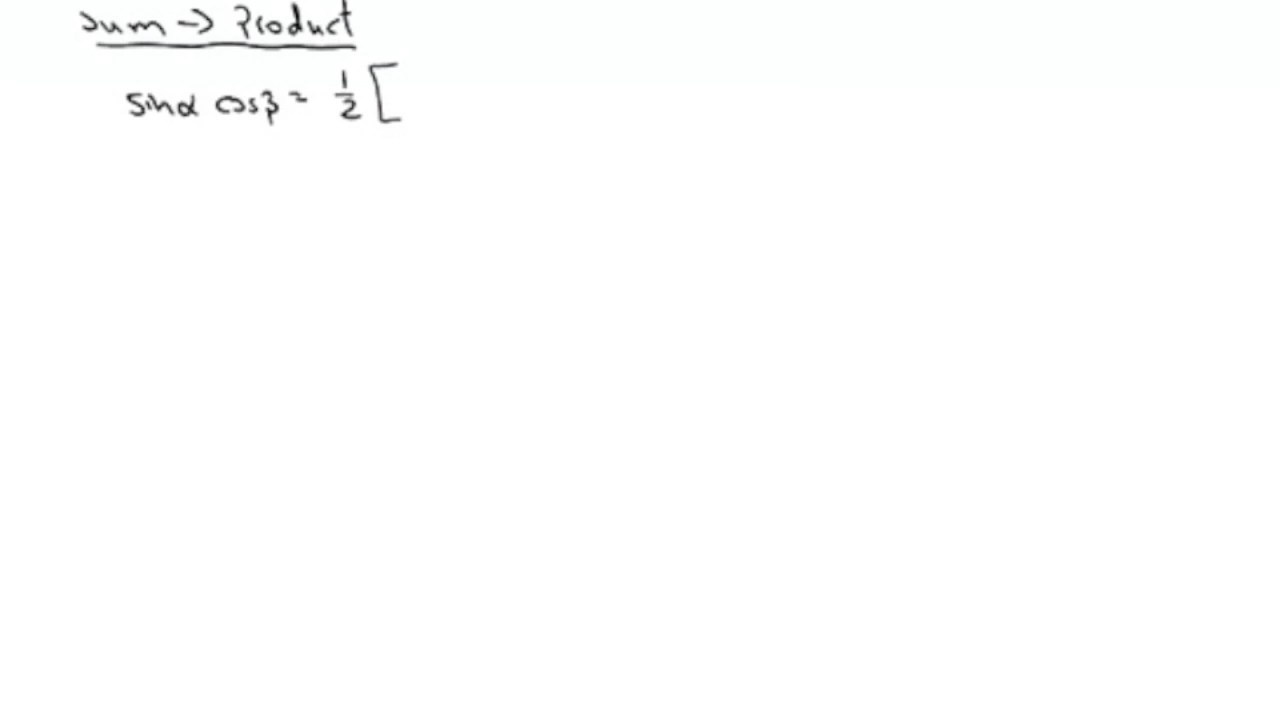 Sum → Product
sinα cosβ = 1/2 [